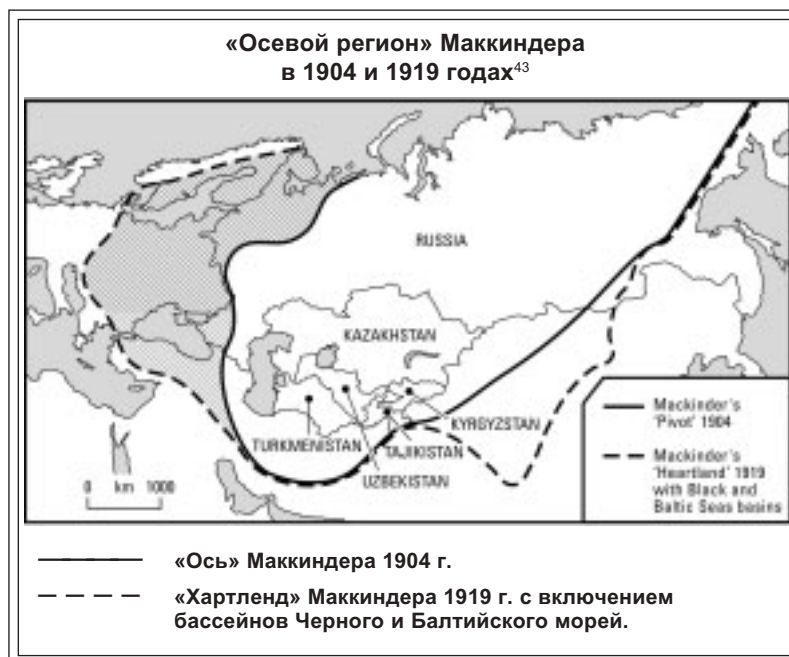 «Осевой регион» Маккиндера
в 1904 и 1919 годах43
RUSSIA
KAZAKHSTAN
KYRGYZSTAN
TURKMENISTAN
TAJIKISTAN
UZBEKISTAN
0 km 1000
Mackinder's
'Pivot' 1904
Mackinder's
'Heartland' 1919
with Black and
Baltic Seas basins
«Ось» Маккиндера 1904 г.
«Хартленд» Маккиндера 1919 г. с включением
бассейнов Черного и Балтийского морей.